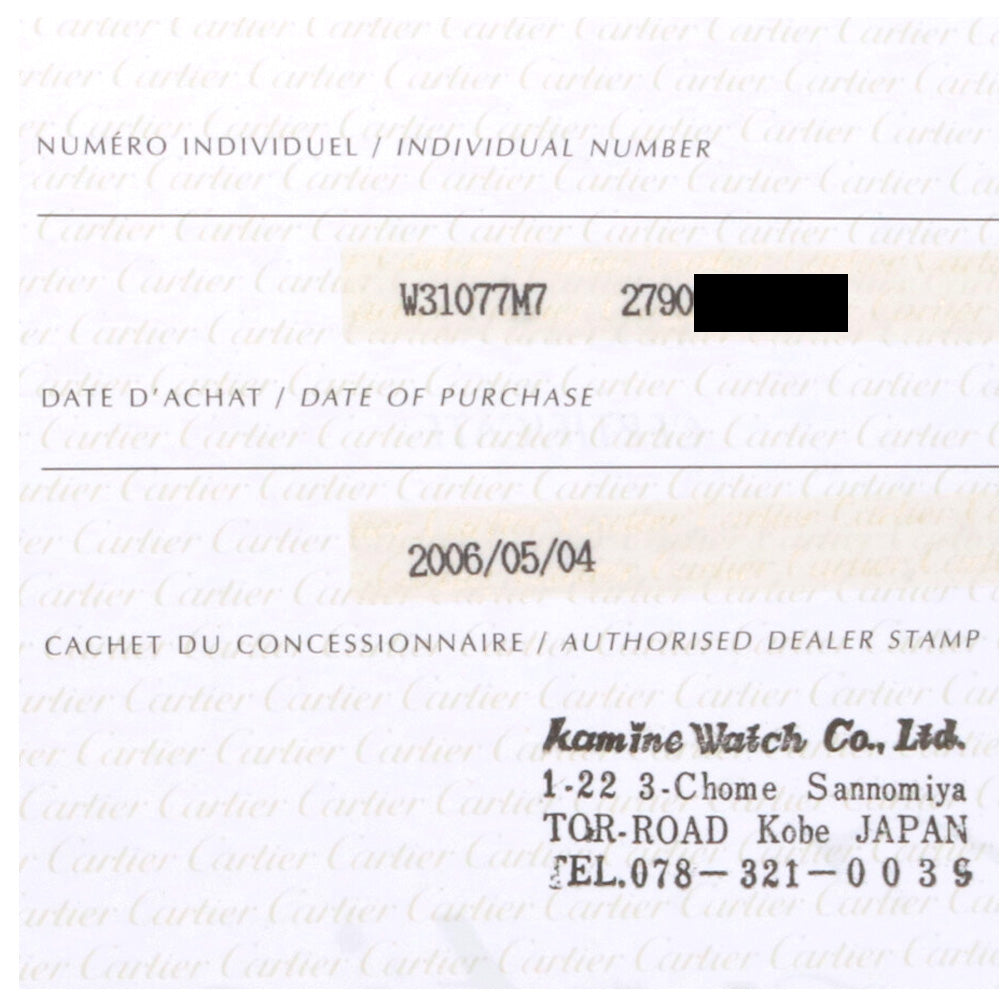 NUMÉRO INDIVIDUEL / INDIVIDUAL NUMBER
W31077M7 2790
DATE D'ACHAT / DATE OF PURCHASE
2006/05/04
CACHET DU CONCESSIONNAIRE / AUTHORISED DEALER STAMP
Kamine Watch Co., Ltd.
1-22 3-Chome Sannomiya
TOR-ROAD Kobe JAPAN
TEL.078-321-003